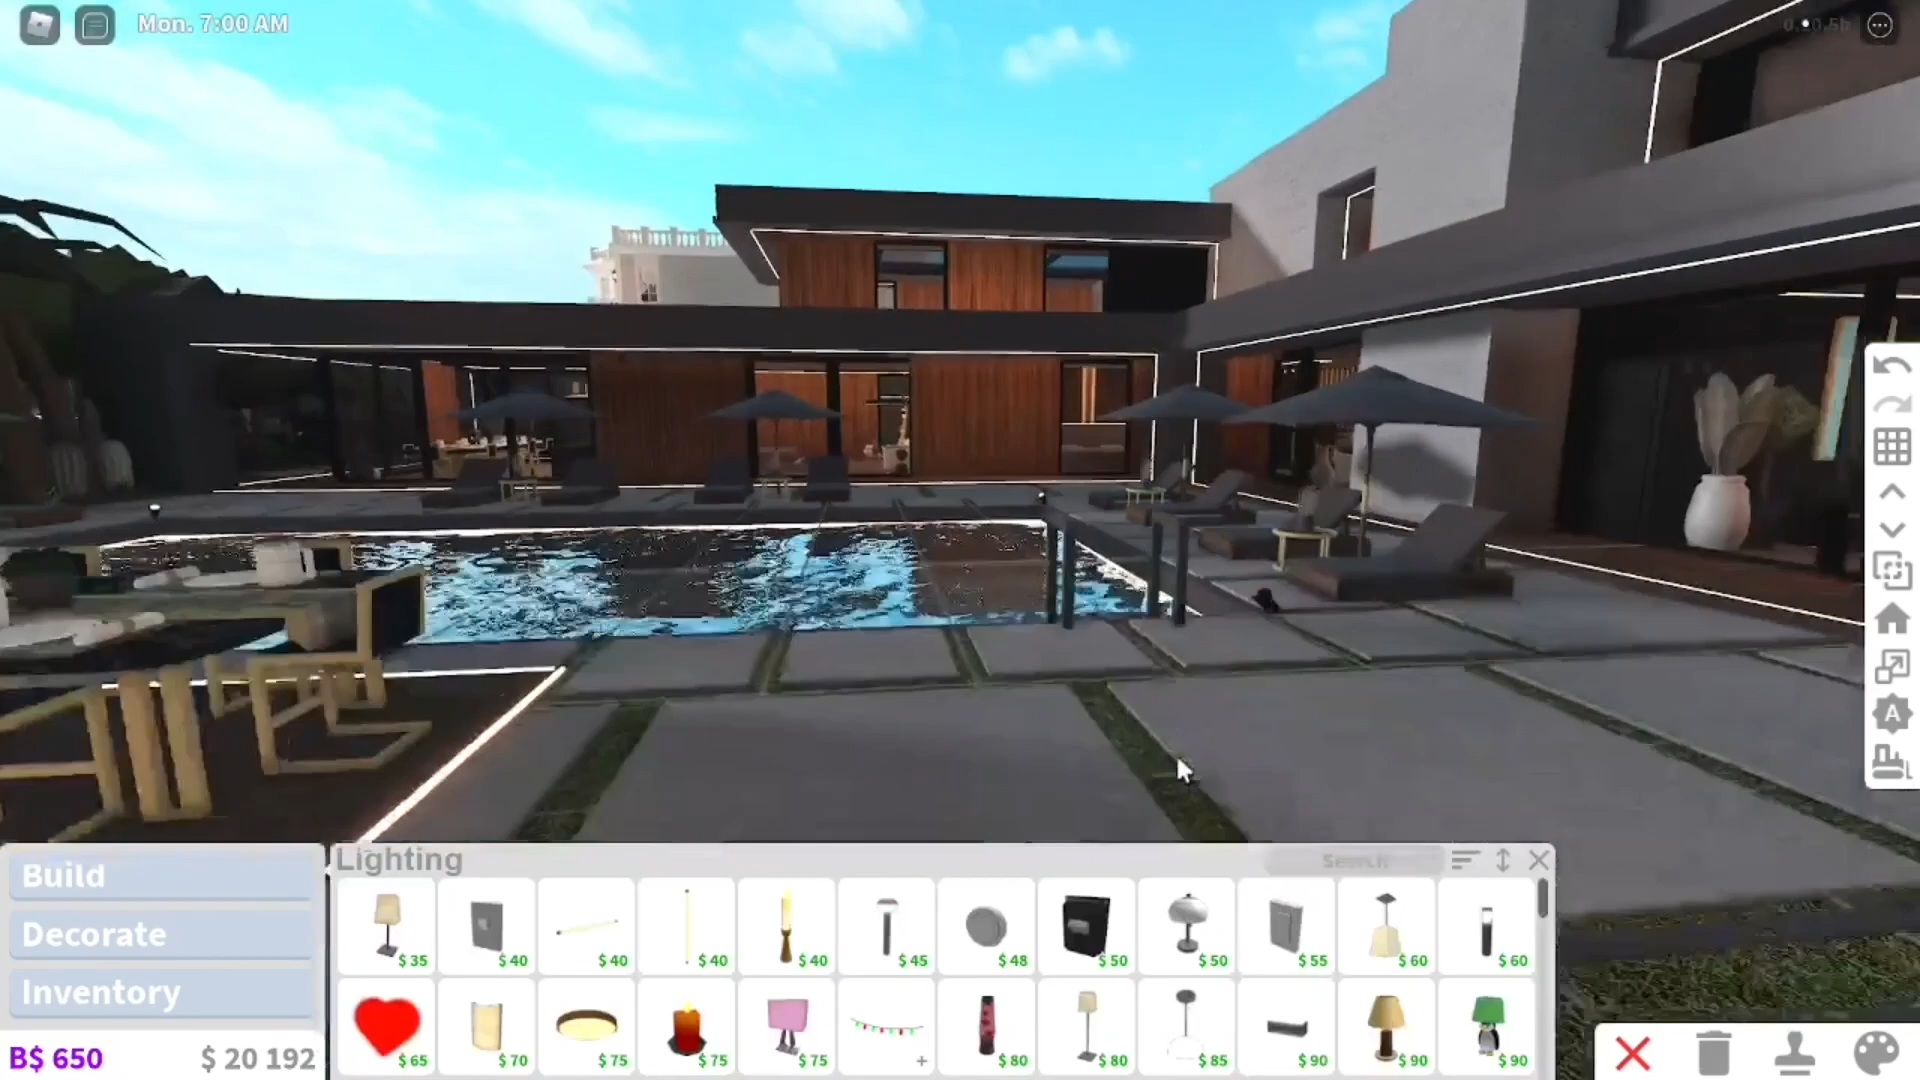 Mon. 7:00 AM
Lighting
Search
Build
Decorate
Inventory
B$ 650
$ 20 192
$ 35
$ 40
$ 40
$ 40
$ 40
$ 45
$ 48
$ 50
$ 50
$ 55
$ 60
$ 60
$ 65
$ 70
$ 75
$ 75
$ 75
+
$ 80
$ 80
$ 85
$ 90
$ 90
$ 90
A